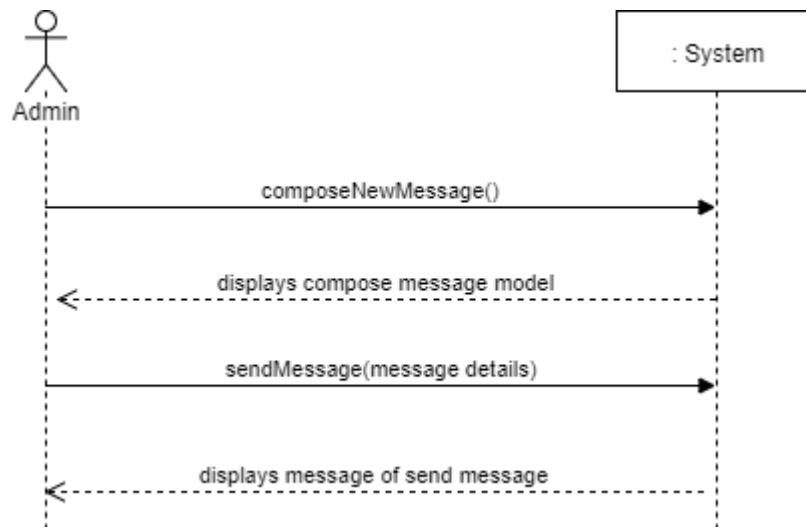 : System
Admin
composeNewMessage()
displays compose message model
sendMessage(message details)
displays message of send message